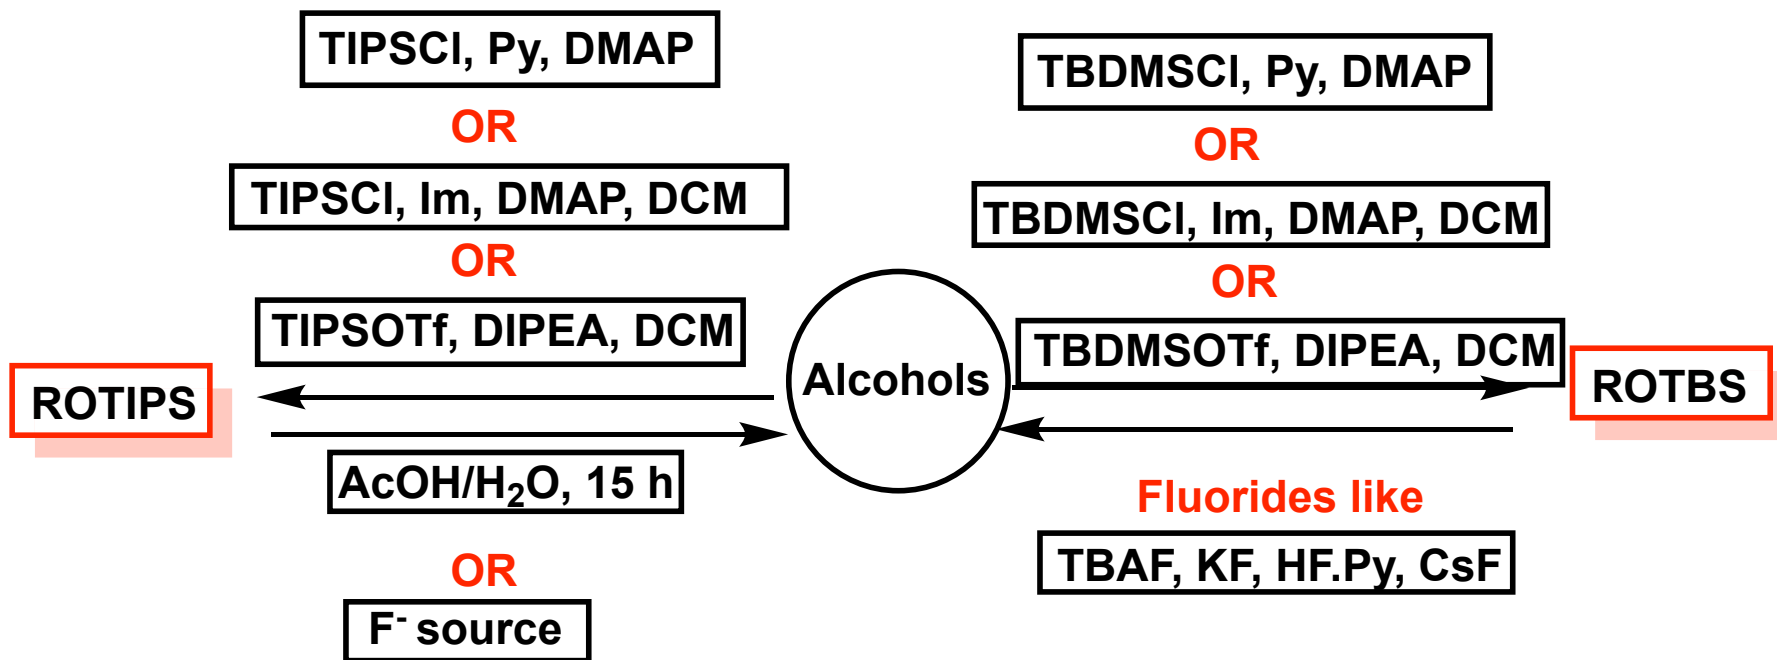 TIPSCl, Py, DMAP
OR
TIPSCl, Im, DMAP, DCM
OR
TIPSOTf, DIPEA, DCM
ROTIPS
AcOH/H₂O, 15 h
OR
F⁻ source
Alcohols
TBDMSCl, Py, DMAP
OR
TBDMSCl, Im, DMAP, DCM
OR
TBDMSOTf, DIPEA, DCM
ROTBS
Fluorides like
TBAF, KF, HF.Py, CsF